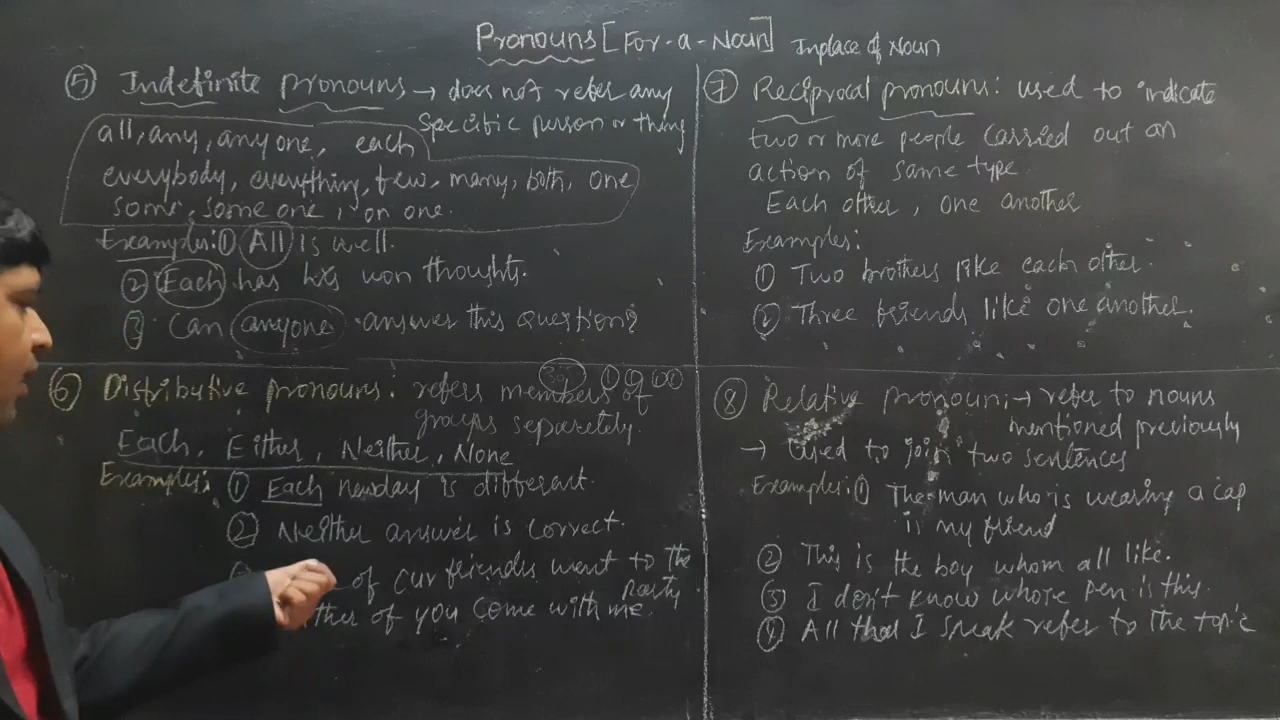 Pronouns [For-a-Noun] Inplace of Noun
⑤ Indefinite pronouns → does not refer any
specific person or thing
all, any, anyone, each
everybody, everything, few, many, both, one
some, some one, on one.
Examples: ① All is well.
② Each has his won thoughts.
③ Can anyone answer this question?
⑥ Distributive pronouns: refers members of
groups separetely.
Each, Either, Neither, None
Examples: ① Each newday is different.
② Neither answer is correct.
of our friends went to the
party
of you come with me.
⑦ Reciprocal pronouns: used to indicate
two or more people carried out an
action of same type.
Each other, one another
Examples:
① Two brothers like each other.
② Three friends like one another.
⑧ Relative pronoun: → refer to nouns
mentioned previously
→ Used to join two sentences
Examples: ① The man who is wearing a cap
is my friend
② This is the boy whom all like.
③ I don't know whose pen is this.
④ All that I speak refer to the topic